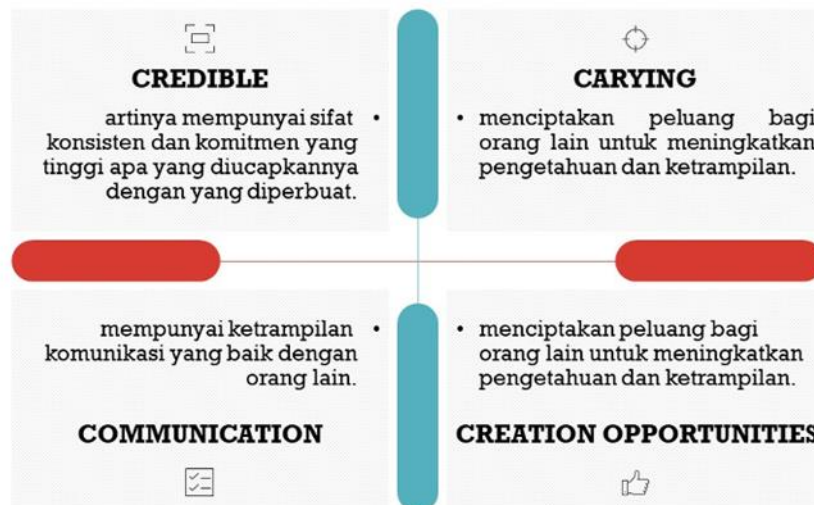 CREDIBLE
artinya mempunyai sifat •
konsisten dan komitmen yang
tinggi apa yang diucapkannya
dengan yang diperbuat.
CARYING
• menciptakan peluang bagi
orang lain untuk meningkatkan
pengetahuan dan ketrampilan.
mempunyai ketrampilan •
komunikasi yang baik dengan
orang lain.
COMMUNICATION
• menciptakan peluang bagi
orang lain untuk meningkatkan
pengetahuan dan ketrampilan.
CREATION OPPORTUNITIES